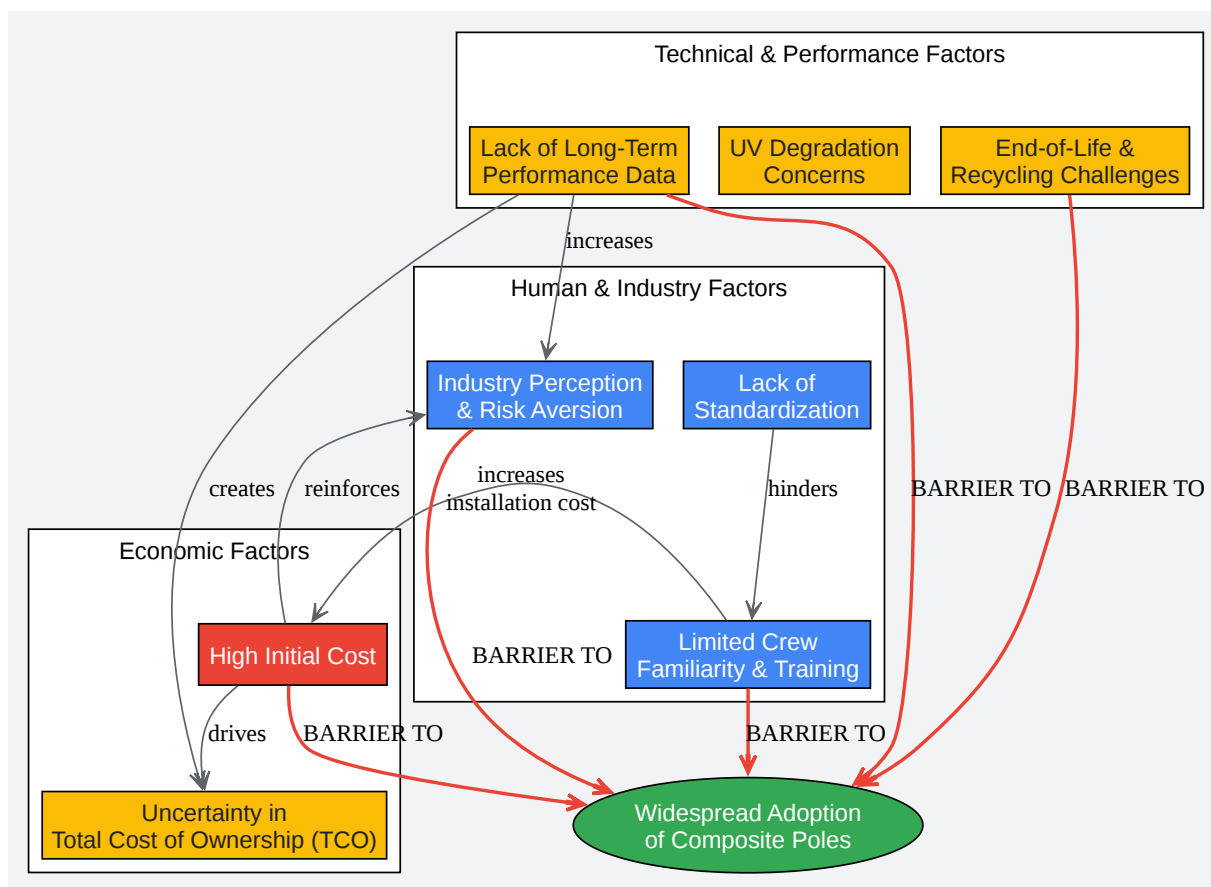 Technical & Performance Factors
Lack of Long-Term
Performance Data
UV Degradation
Concerns
End-of-Life &
Recycling Challenges
increases
Human & Industry Factors
Industry Perception
& Risk Aversion
Lack of
Standardization
creates
reinforces
increases
installation cost
hinders
BARRIER TO
BARRIER TO
Economic Factors
High Initial Cost
BARRIER TO
Limited Crew
Familiarity & Training
drives
BARRIER TO
BARRIER TO
Uncertainty in
Total Cost of Ownership (TCO)
Widespread Adoption
of Composite Poles